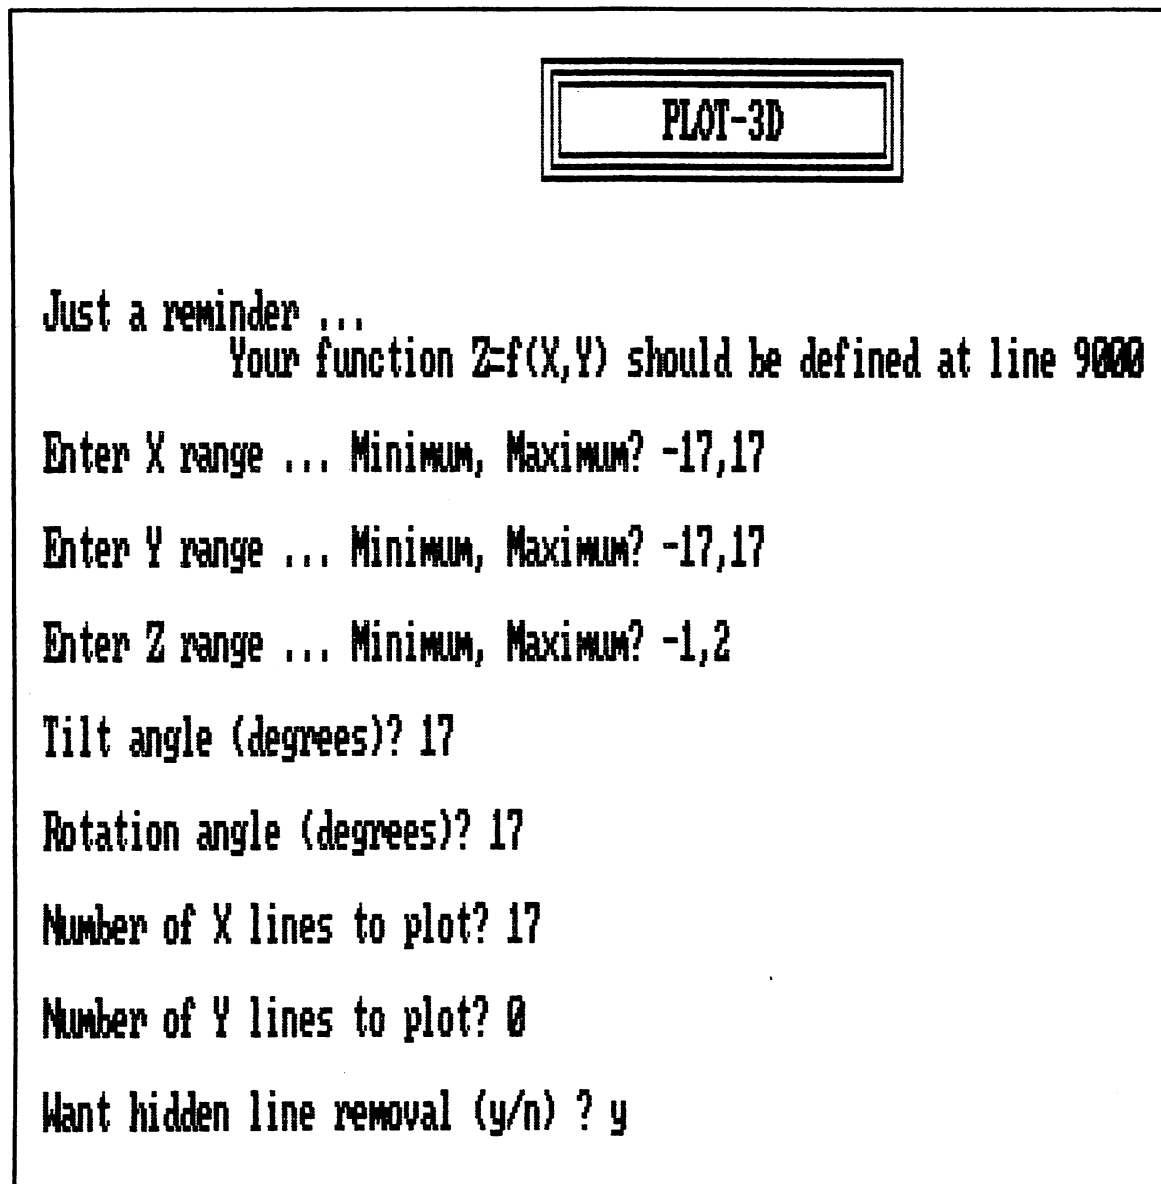 PLOT-3D
Just a reminder ...
Your function Z=f(X,Y) should be defined at line 9000
Enter X range ... Minimum, Maximum? -17,17
Enter Y range ... Minimum, Maximum? -17,17
Enter Z range ... Minimum, Maximum? -1,2
Tilt angle (degrees)? 17
Rotation angle (degrees)? 17
Number of X lines to plot? 17
Number of Y lines to plot? 0
Want hidden line removal (y/n) ? y